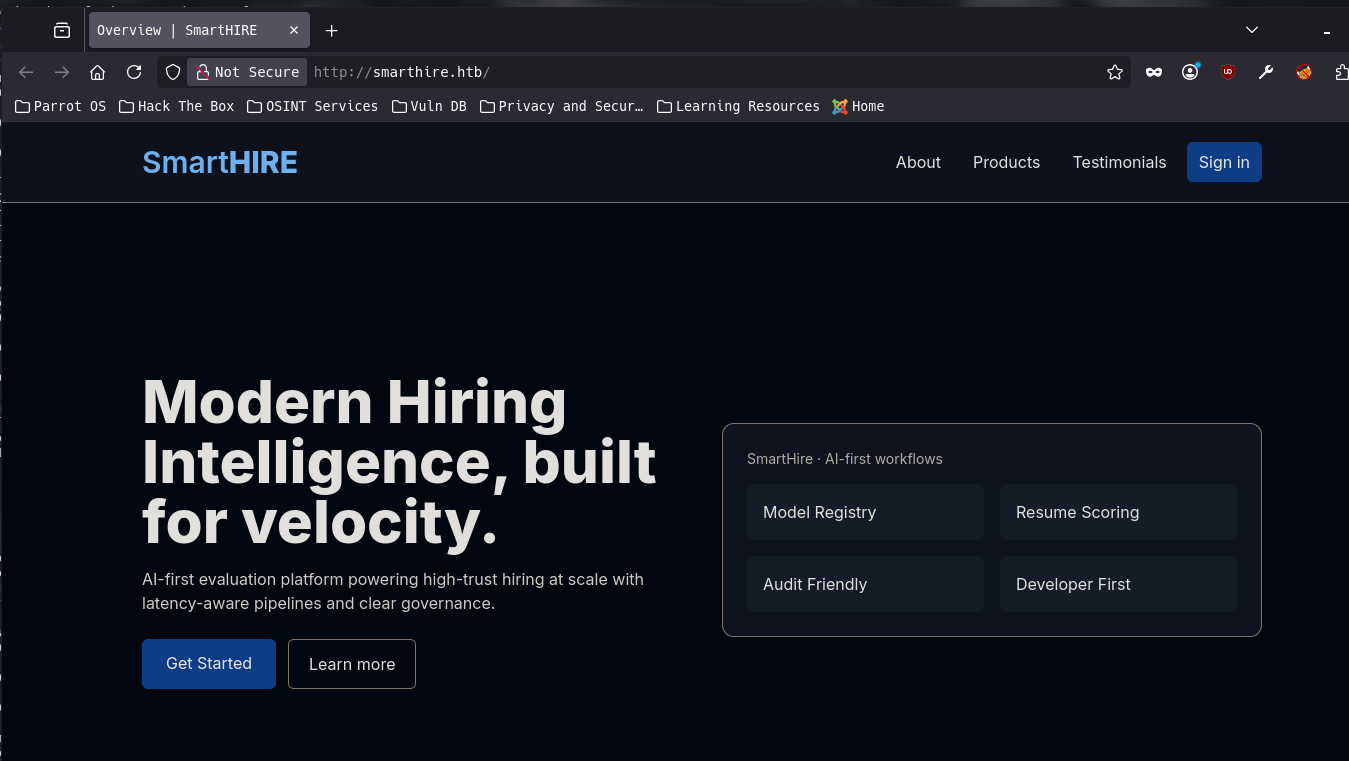 Overview | SmartHIRE
Not Secure http://smarthire.htb/
Parrot OS Hack The Box OSINT Services Vuln DB Privacy and Secur… Learning Resources Home
SmartHIRE About Products Testimonials Sign in
Modern Hiring
Intelligence, built
for velocity.
AI-first evaluation platform powering high-trust hiring at scale with
latency-aware pipelines and clear governance.
Get Started Learn more
SmartHire · AI-first workflows
Model Registry Resume Scoring
Audit Friendly Developer First